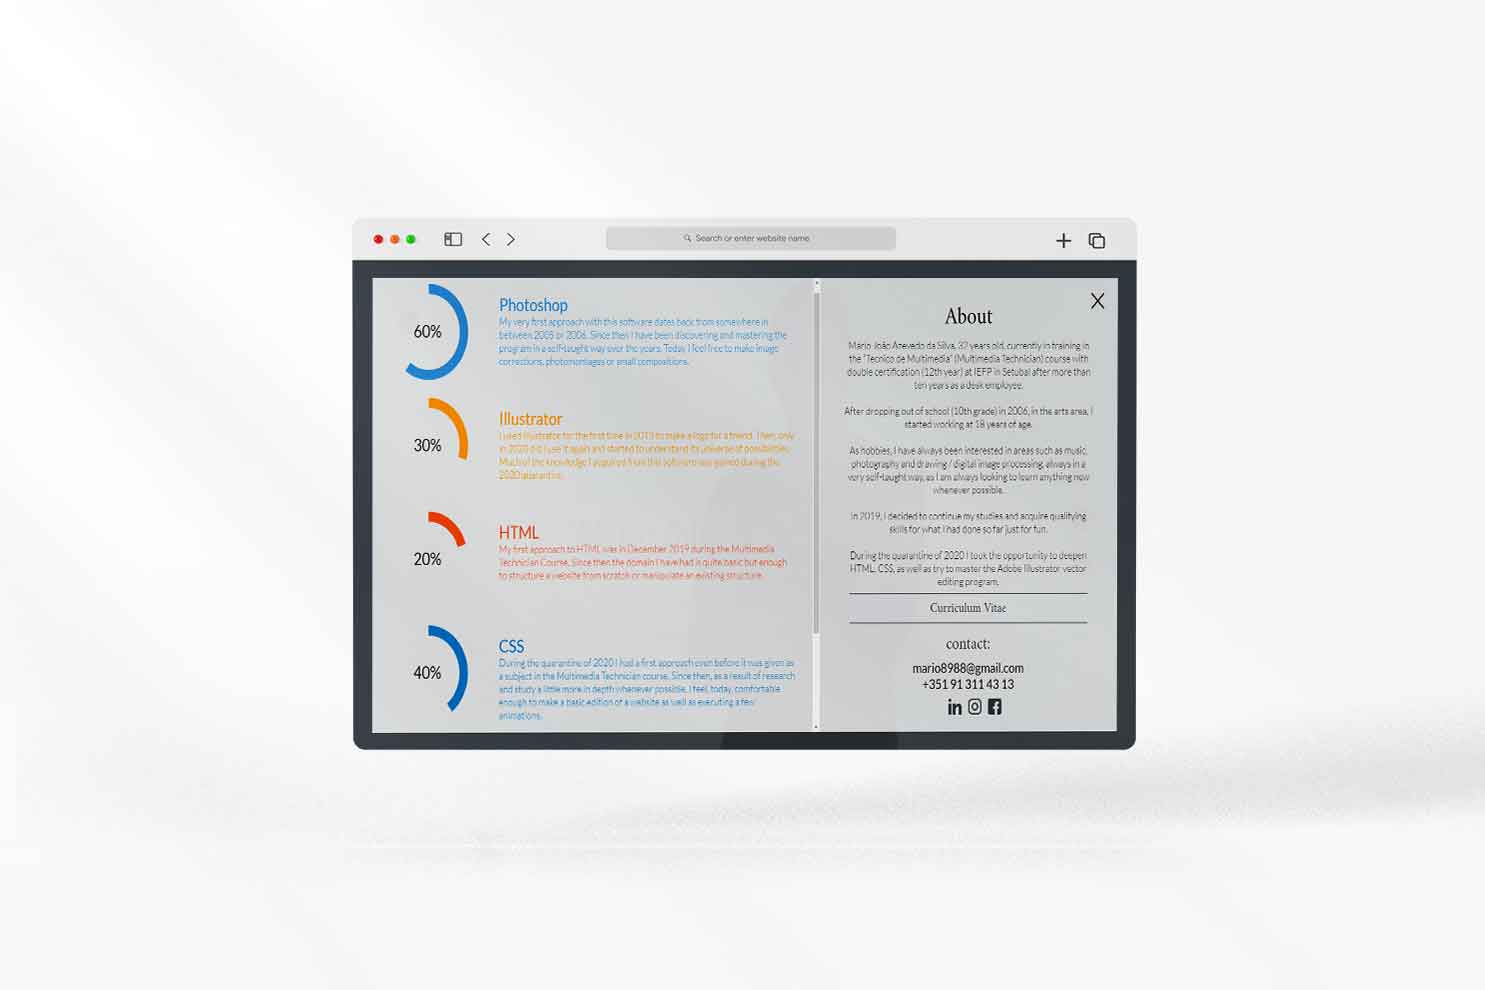 Search or enter website name
60%
Photoshop
My very first approach with this software dates back from somewhere in
between 2005 or 2006. Since then I have been discovering and mastering the
program in a self-taught way over the years. Today I feel free to make image
corrections, photomontages or small compositions.
30%
Illustrator
I used Illustrator for the first time in 2013 to make a logo for a friend. Then, only
in 2020 did I use it again and started to understand its universe of possibilities.
Much of the knowledge I acquired from this software was gained during the
2020 quarantine.
20%
HTML
My first approach to HTML was in December 2019 during the Multimedia
Technician Course. Since then the domain I have had is quite basic but enough
to structure a website from scratch or manipulate an existing structure.
40%
CSS
During the quarantine of 2020 I had a first approach even before it was given as
a subject in the Multimedia Technician course. Since then, as a result of research
and study a little more in depth whenever possible, I feel, today, comfortable
enough to make a basic edition of a website as well as executing a few
animations.
X
About
Mário João Azevedo da Silva, 32 years old, currently in training in
the "Tecnico de Multimedia" (Multimedia Technician) course with
double certification (12th year) at IEFP in Setubal after more than
ten years as a desk employee.
After dropping out of school (10th grade) in 2006, in the arts area, I
started working at 18 years of age.
As hobbies, I have always been interested in areas such as music,
photography and drawing / digital image processing, always in a
very self-taught way, as I am always looking to learn anything new
whenever possible.
In 2019, I decided to continue my studies and acquire qualifying
skills for what I had done so far just for fun.
During the quarantine of 2020 I took the opportunity to deepen
HTML, CSS, as well as try to master the Adobe Illustrator vector
editing program.
Curriculum Vitae
contact:
mario8988@gmail.com
+351 91 311 43 13
in